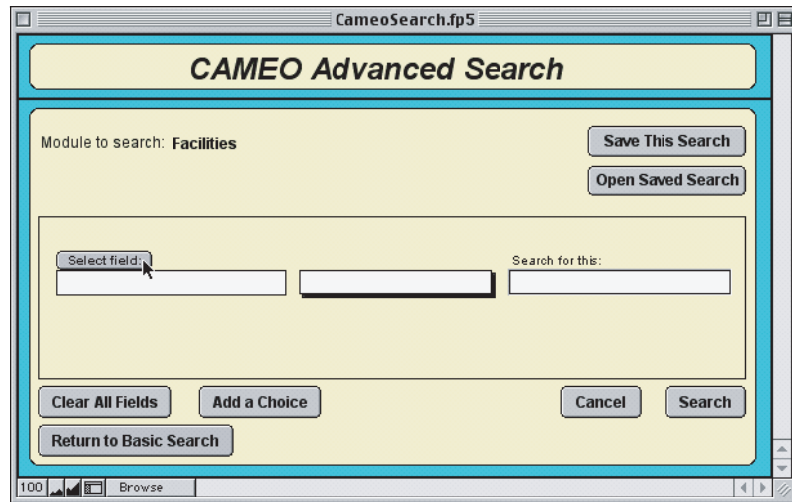 CameoSearch.fp5
CAMEO Advanced Search
Module to search: Facilities
Save This Search
Open Saved Search
Select field:
Search for this:
Clear All Fields
Add a Choice
Cancel
Search
Return to Basic Search
100
Browse